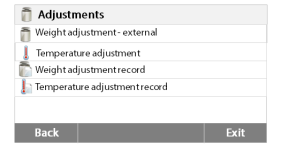 Adjustments
Weight adjustment - external
Temperature adjustment
Weight adjustment record
Temperature adjustment record
Back
Exit